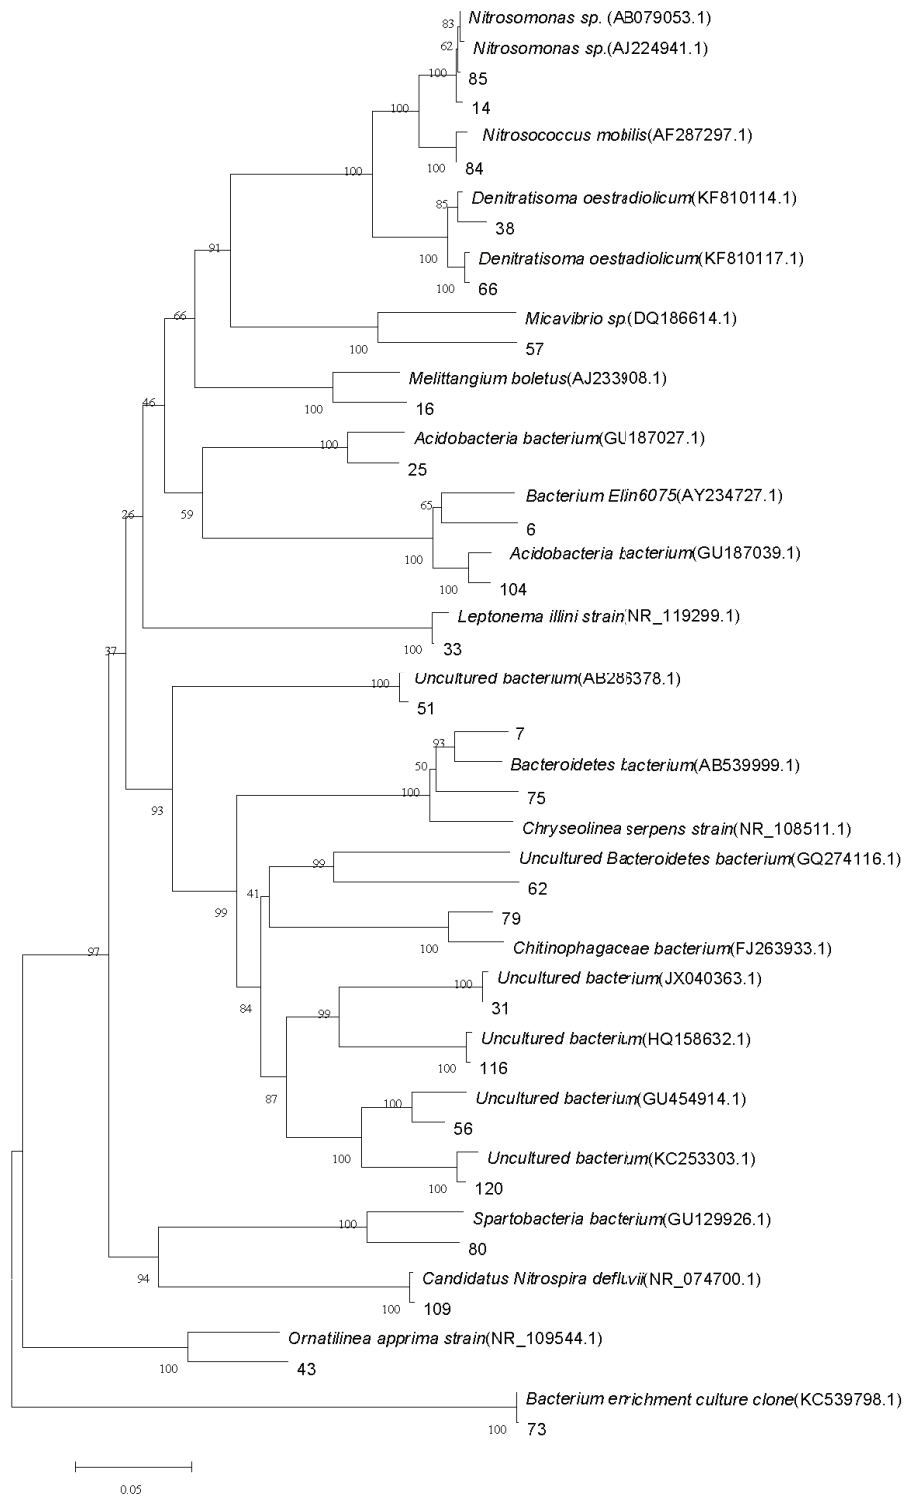 83
Nitrosomonas sp. (AB079053.1)
62
Nitrosomonas sp.(AJ224941.1)
100
85
100
14
Nitrosococcus mobilis(AF287297.1)
100
84
100
Denitratisoma oestradiolicum(KF810114.1)
85
38
91
100
Denitratisoma oestradiolicum(KF810117.1)
100
66
66
Micavibrio sp.(DQ186614.1)
100
57
Melittangium boletus(AJ233908.1)
46
100
16
Acidobacteria bacterium(GU187027.1)
100
25
Bacterium Ellin6075(AY234727.1)
65
26
59
6
100
Acidobacteria bacterium(GU187039.1)
100
104
Leptonema illini strain(NR_119299.1)
37
100
33
Uncultured bacterium(AB286378.1)
100
51
7
93
50
Bacteroidetes bacterium(AB539999.1)
100
75
93
Chryseolinea serpens strain(NR_108511.1)
Uncultured Bacteroidetes bacterium(GQ274116.1)
99
41
62
99
79
97
100
Chitinophagaceae bacterium(FJ263933.1)
Uncultured bacterium(JX040363.1)
100
84
99
31
Uncultured bacterium(HQ158632.1)
100
116
87
Uncultured bacterium(GU454914.1)
100
56
100
Uncultured bacterium(KC253303.1)
100
120
Spartobacteria bacterium(GU129926.1)
100
80
94
Candidatus Nitrospira defluvii(NR_074700.1)
100
109
Ornatilinea apprima strain(NR_109544.1)
100
43
Bacterium enrichment culture clone(KC539798.1)
100
73
0.05